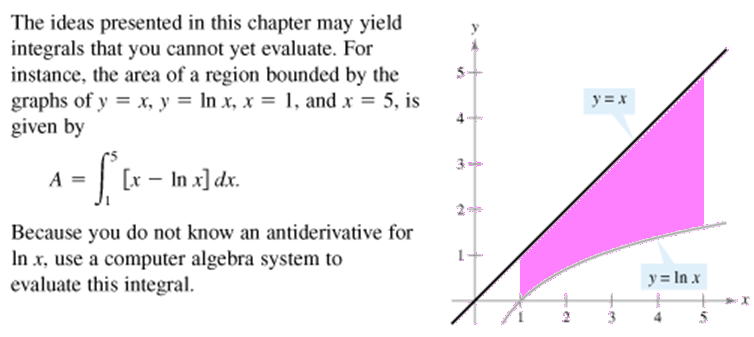 The ideas presented in this chapter may yield
integrals that you cannot yet evaluate. For
instance, the area of a region bounded by the
graphs of y = x, y = ln x, x = 1, and x = 5, is
given by
A = ∫₁⁵ [x − ln x] dx.
Because you do not know an antiderivative for
ln x, use a computer algebra system to
evaluate this integral.
y
5
4
3
2
1
y = x
y = ln x
1 2 3 4 5
x